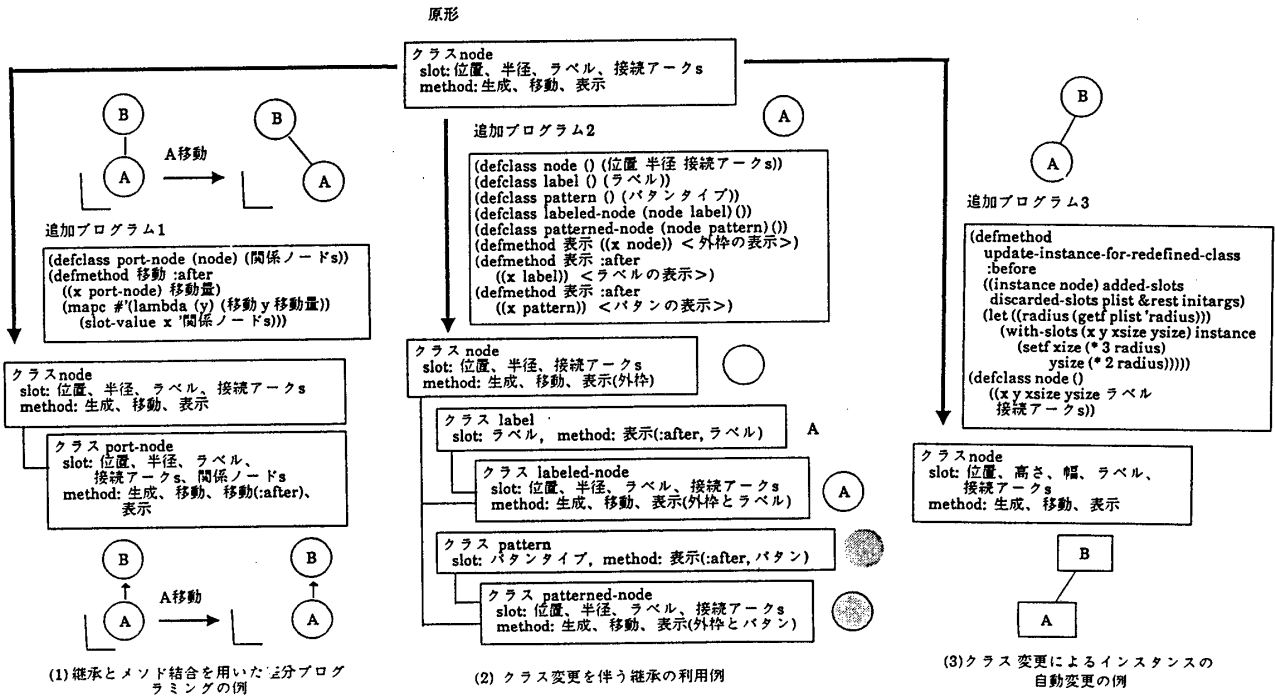 原形
クラスnode
slot: 位置、半径、ラベル、接続アークs
method: 生成、移動、表示
B
A
A移動
B
A
追加プログラム1
(defclass port-node (node) (関係ノードs))
(defmethod 移動 :after
((x port-node) 移動量)
(mapc #'(lambda (y) (移動 y 移動量))
(slot-value x '関係ノードs)))
クラスnode
slot: 位置、半径、ラベル、接続アークs
method: 生成、移動、表示
クラス port-node
slot: 位置、半径、ラベル、
接続アークs、関係ノードs
method: 生成、移動、移動(:after)、
表示
B
A
A移動
B
A
(1)継承とメソド結合を用いた分プログ
ラミングの例
A
追加プログラム2
(defclass node () (位置 半径 接続アークs))
(defclass label () (ラベル))
(defclass pattern () (パタンタイプ))
(defclass labeled-node (node label) ())
(defclass patterned-node (node pattern) ())
(defmethod 表示 ((x node)) <外枠の表示>)
(defmethod 表示 :after
((x label)) <ラベルの表示>)
(defmethod 表示 :after
((x pattern)) <パタンの表示>)
クラスnode
slot: 位置、半径、接続アークs
method: 生成、移動、表示(外枠)
クラス label
slot: ラベル, method: 表示(:after, ラベル)
A
クラス labeled-node
slot: 位置、半径、ラベル、接続アークs
method: 生成、移動、表示(外枠とラベル)
A
クラス pattern
slot: パタンタイプ, method: 表示(:after, パタン)
クラス patterned-node
slot: 位置、半径、ラベル、接続アークs
method: 生成、移動、表示(外枠とパタン)
(2) クラス変更を伴う継承の利用例
B
A
追加プログラム3
(defmethod
update-instance-for-redefined-class
:before
((instance node) added-slots
discarded-slots plist &rest initargs)
(let ((radius (getf plist 'radius)))
(with-slots (x y xsize ysize) instance
(setf xize (* 3 radius)
ysize (* 2 radius)))))
(defclass node ()
((x y xsize ysize ラベル
接続アークs))
クラスnode
slot: 位置、高さ、幅、ラベル、
接続アークs
method: 生成、移動、表示
B
A
(3)クラス変更によるインスタンスの
自動変更の例